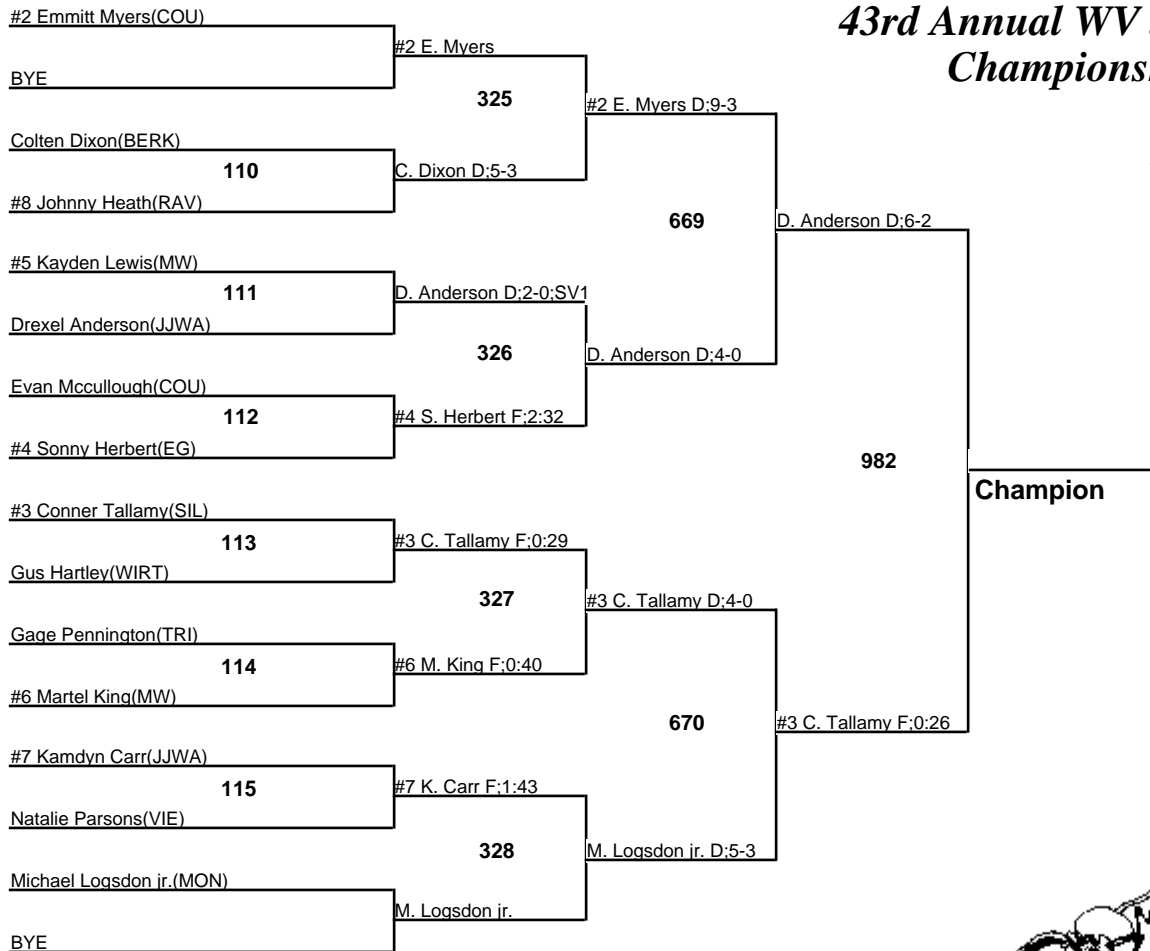 43rd Annual WV
Champions
#2 Emmitt Myers(COU)
BYE
Colten Dixon(BERK)
110
#8 Johnny Heath(RAV)
#5 Kayden Lewis(MW)
111
Drexel Anderson(JJWA)
Evan Mccullough(COU)
112
#4 Sonny Herbert(EG)
#3 Conner Tallamy(SIL)
113
Gus Hartley(WIRT)
Gage Pennington(TRI)
114
#6 Martel King(MW)
#7 Kamdyn Carr(JJWA)
115
Natalie Parsons(VIE)
Michael Logsdon jr.(MON)
BYE
#2 E. Myers
325
C. Dixon D;5-3
D. Anderson D;2-0;SV1
326
#4 S. Herbert F;2:32
#3 C. Tallamy F;0:29
327
#6 M. King F;0:40
#7 K. Carr F;1:43
328
M. Logsdon jr.
#2 E. Myers D;9-3
669
D. Anderson D;4-0
#3 C. Tallamy D;4-0
670
M. Logsdon jr. D;5-3
D. Anderson D;6-2
982
#3 C. Tallamy F;0:26
Champion